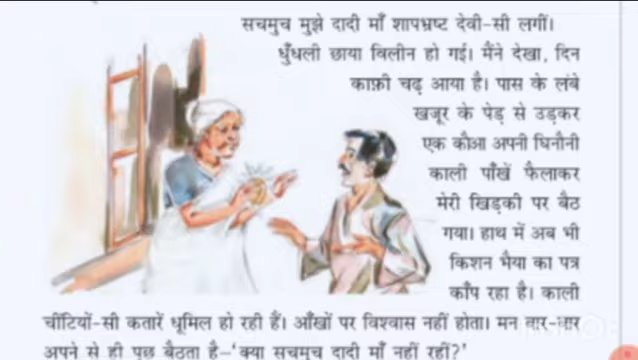 सचमुच मुझे दादी माँ शापभ्रष्ट देवी-सी लगीं।
धुँधली छाया विलीन हो गई। मैंने देखा, दिन
काफ़ी चढ़ आया है। पास के लंबे
खजूर के पेड़ से उड़कर
एक कौआ अपनी घिनौनी
काली पाँखें फैलाकर
मेरी खिड़की पर बैठ
गया। हाथ में अब भी
किशन भैया का पत्र
काँप रहा है। काली
चींटियों-सी कतारें धूमिल हो रही हैं। आँखों पर विश्वास नहीं होता। मन बार-बार
अपने से ही पूछ बैठता है-‘क्या सचमुच दादी माँ नहीं रहीं?’